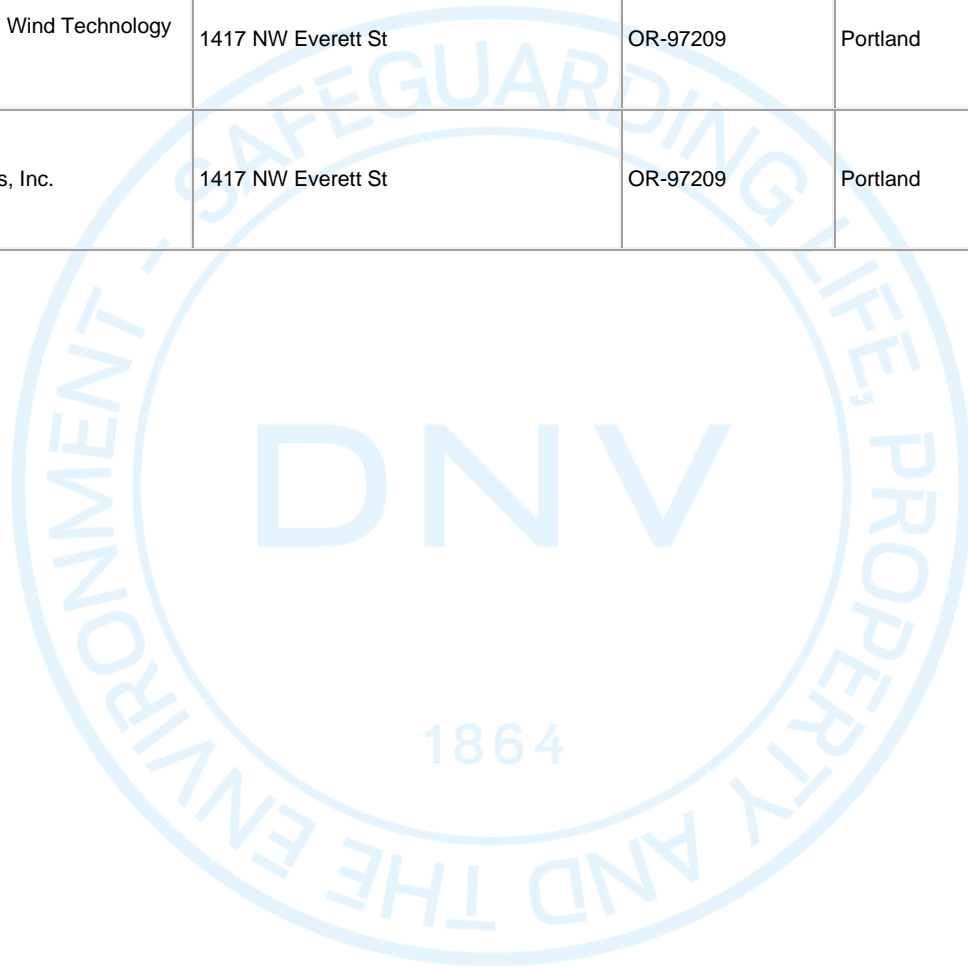 Wind Technology
1417 NW Everett St OR-97209 Portland
s, Inc. 1417 NW Everett St OR-97209 Portland
SAFEGUARDING LIFE, PROPERTY AND THE ENVIRONMENT -
DNV
1864